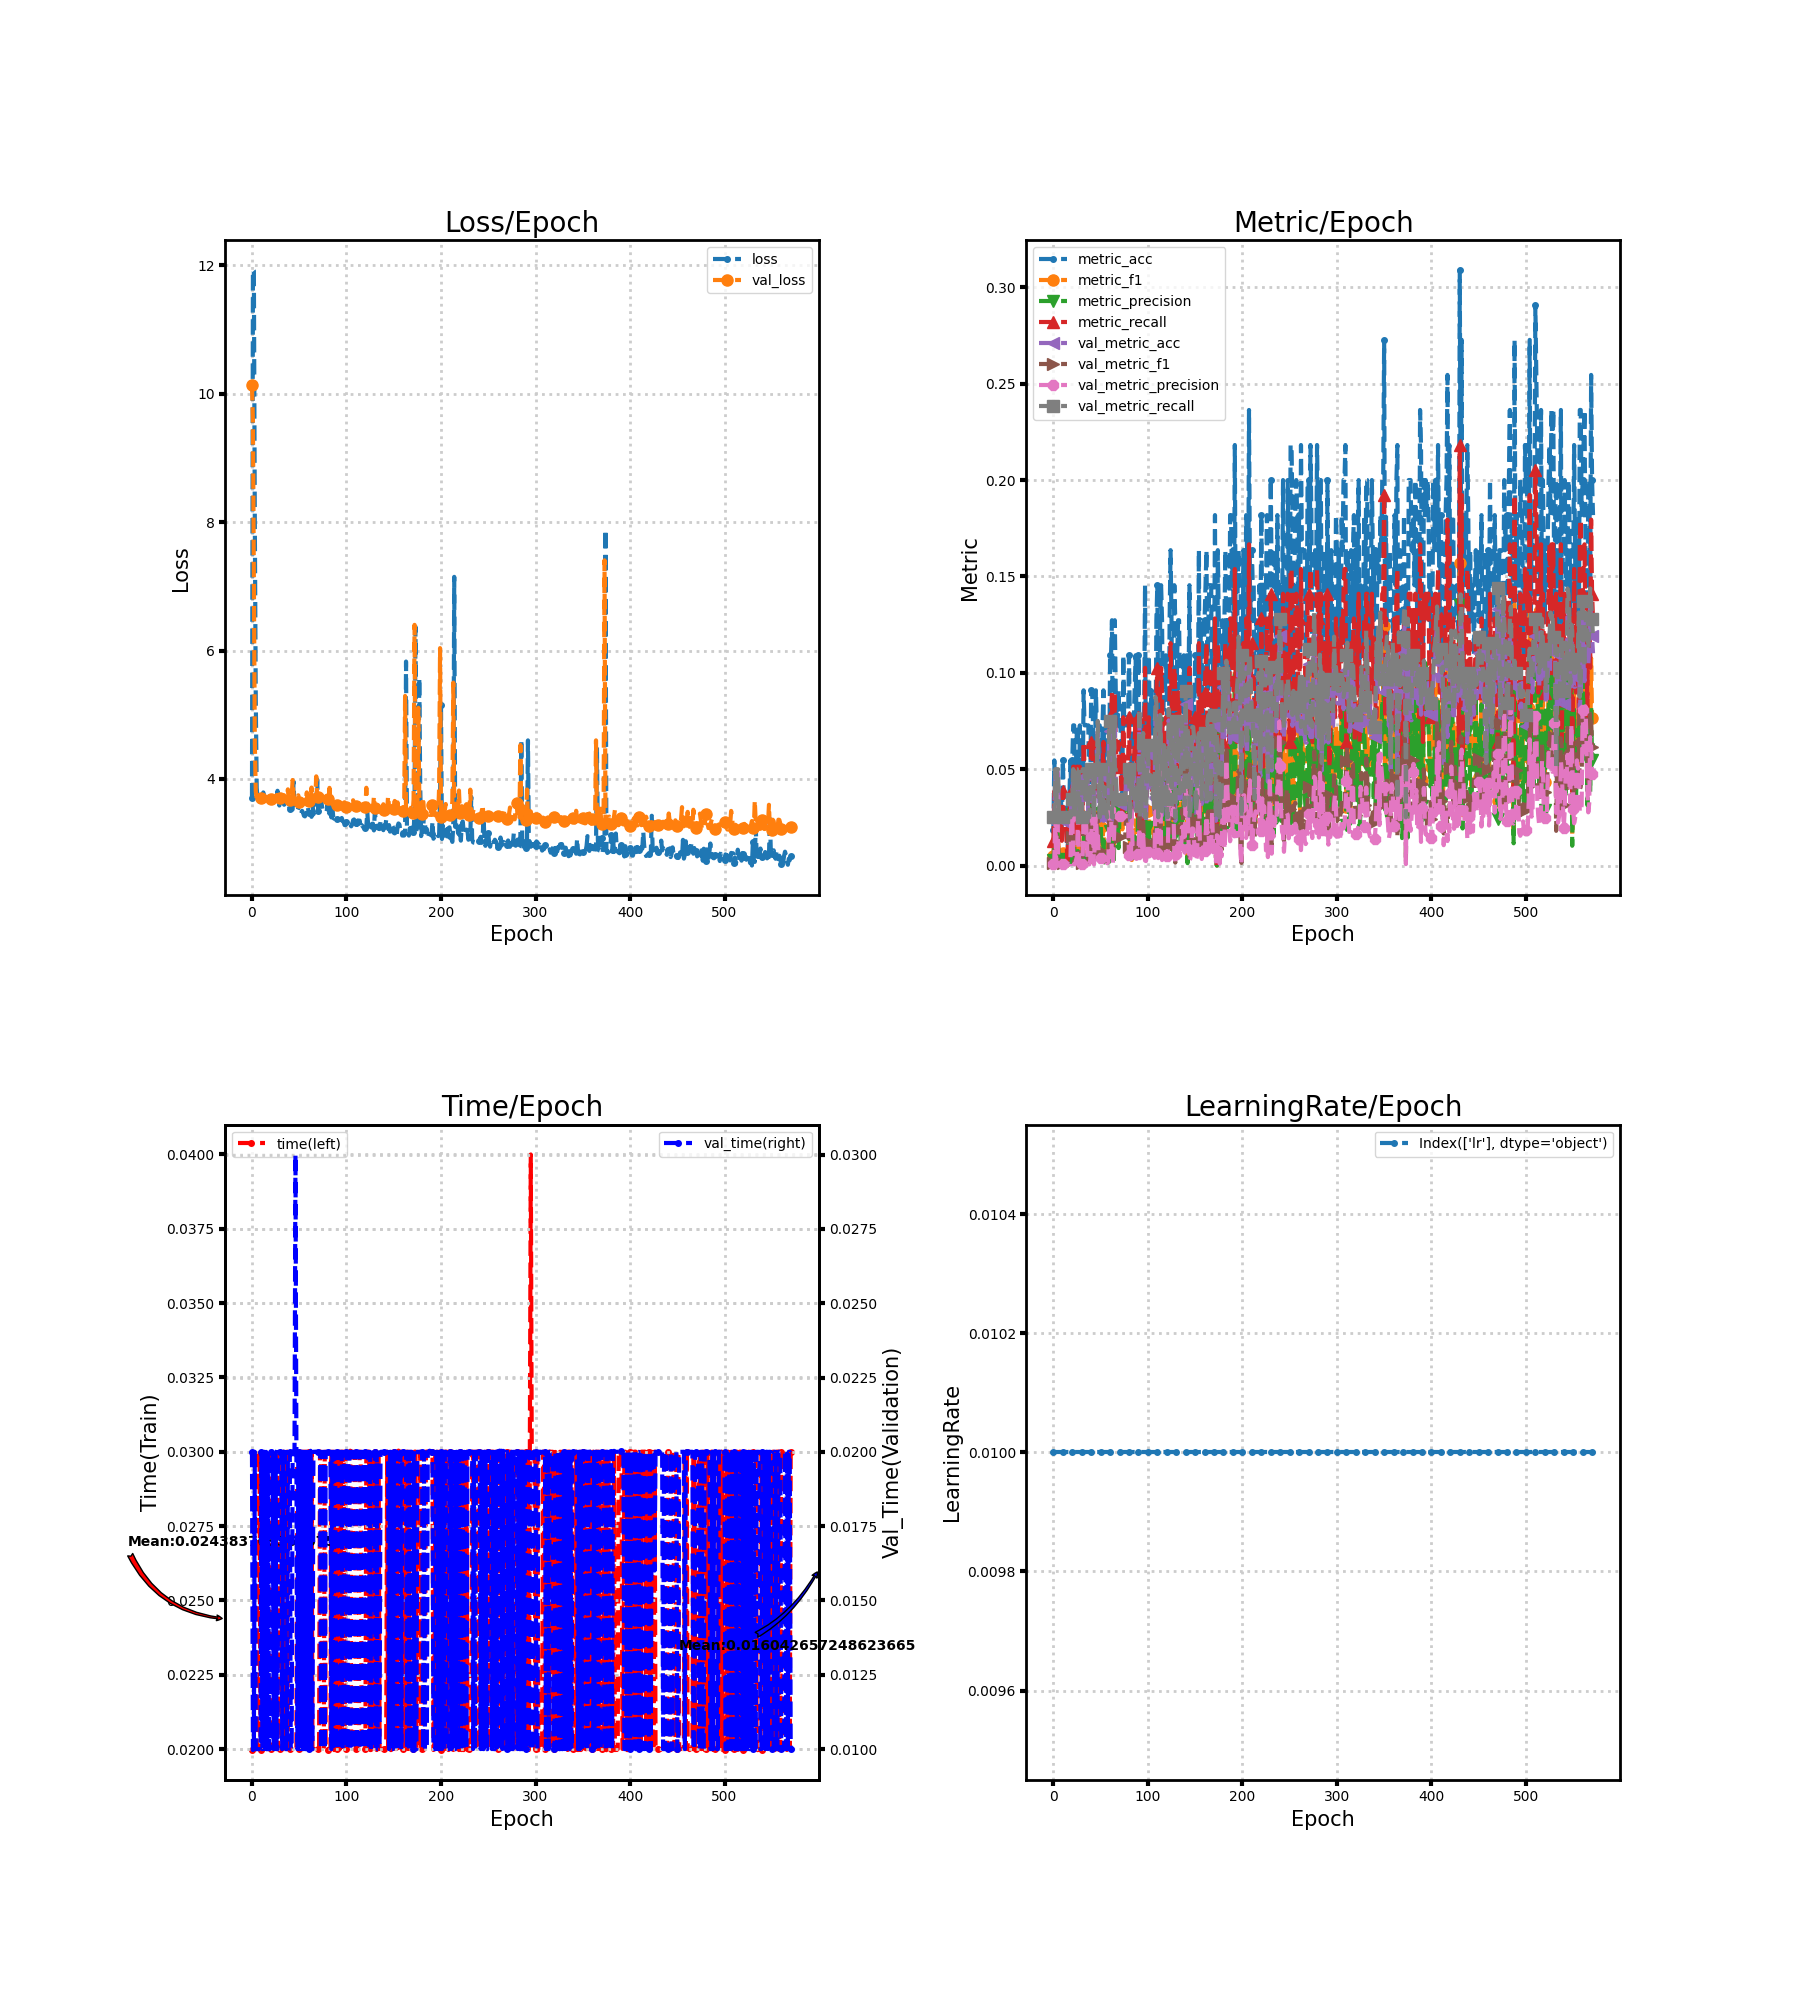 Loss/Epoch
12
10
8
6
4
Loss
loss
val_loss
0 100 200 300 400 500
Epoch
Metric/Epoch
0.30
0.25
0.20
0.15
0.10
0.05
0.00
Metric
metric_acc
metric_f1
metric_precision
metric_recall
val_metric_acc
val_metric_f1
val_metric_precision
val_metric_recall
0 100 200 300 400 500
Epoch
Time/Epoch
time(left)
val_time(right)
0.0400
0.0375
0.0350
0.0325
0.0300
0.0275
0.0250
0.0225
0.0200
Time(Train)
0.0300
0.0275
0.0250
0.0225
0.0200
0.0175
0.0150
0.0125
0.0100
Val_Time(Validation)
Mean:0.016042657248623665
0 100 200 300 400 500
Epoch
LearningRate/Epoch
Index(['lr'], dtype='object')
0.0104
0.0102
0.0100
0.0098
0.0096
LearningRate
0 100 200 300 400 500
Epoch